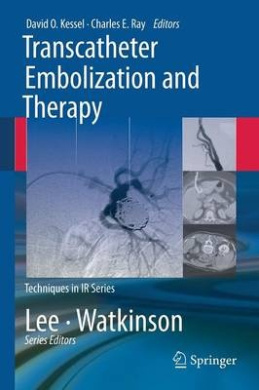 David O. Kessel · Charles E. Ray Editors
Transcatheter
Embolization and
Therapy
Techniques in IR Series
Lee · Watkinson
Series Editors
Springer